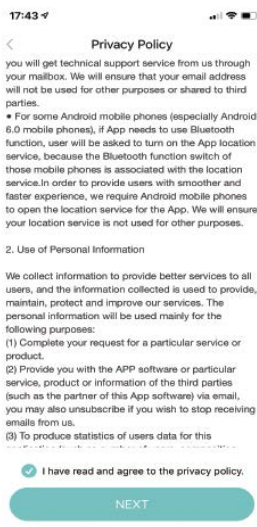 17:43
Privacy Policy
you will get technical support service from us through
your mailbox. We will ensure that your email address
will not be used for other purposes or shared to third
parties.
• For some Android mobile phones (especially Android
6.0 mobile phones), if App needs to use Bluetooth
function, user will be asked to turn on the App location
service, because the Bluetooth function switch of
those mobile phones is associated with the location
service.In order to provide users with smoother and
faster experience, we require Android mobile phones
to open the location service for the App. We will ensure
your location service is not used for other purposes.
2. Use of Personal Information
We collect information to provide better services to all
users, and the information collected is used to provide,
maintain, protect and improve our services. The
personal information will be used mainly for the
following purposes:
(1) Complete your request for a particular service or
product.
(2) Provide you with the APP software or particular
service, product or information of the third parties
(such as the partner of this App software) via email,
you may also unsubscribe if you wish to stop receiving
emails from us.
(3) To produce statistics of users data for this
I have read and agree to the privacy policy.
NEXT